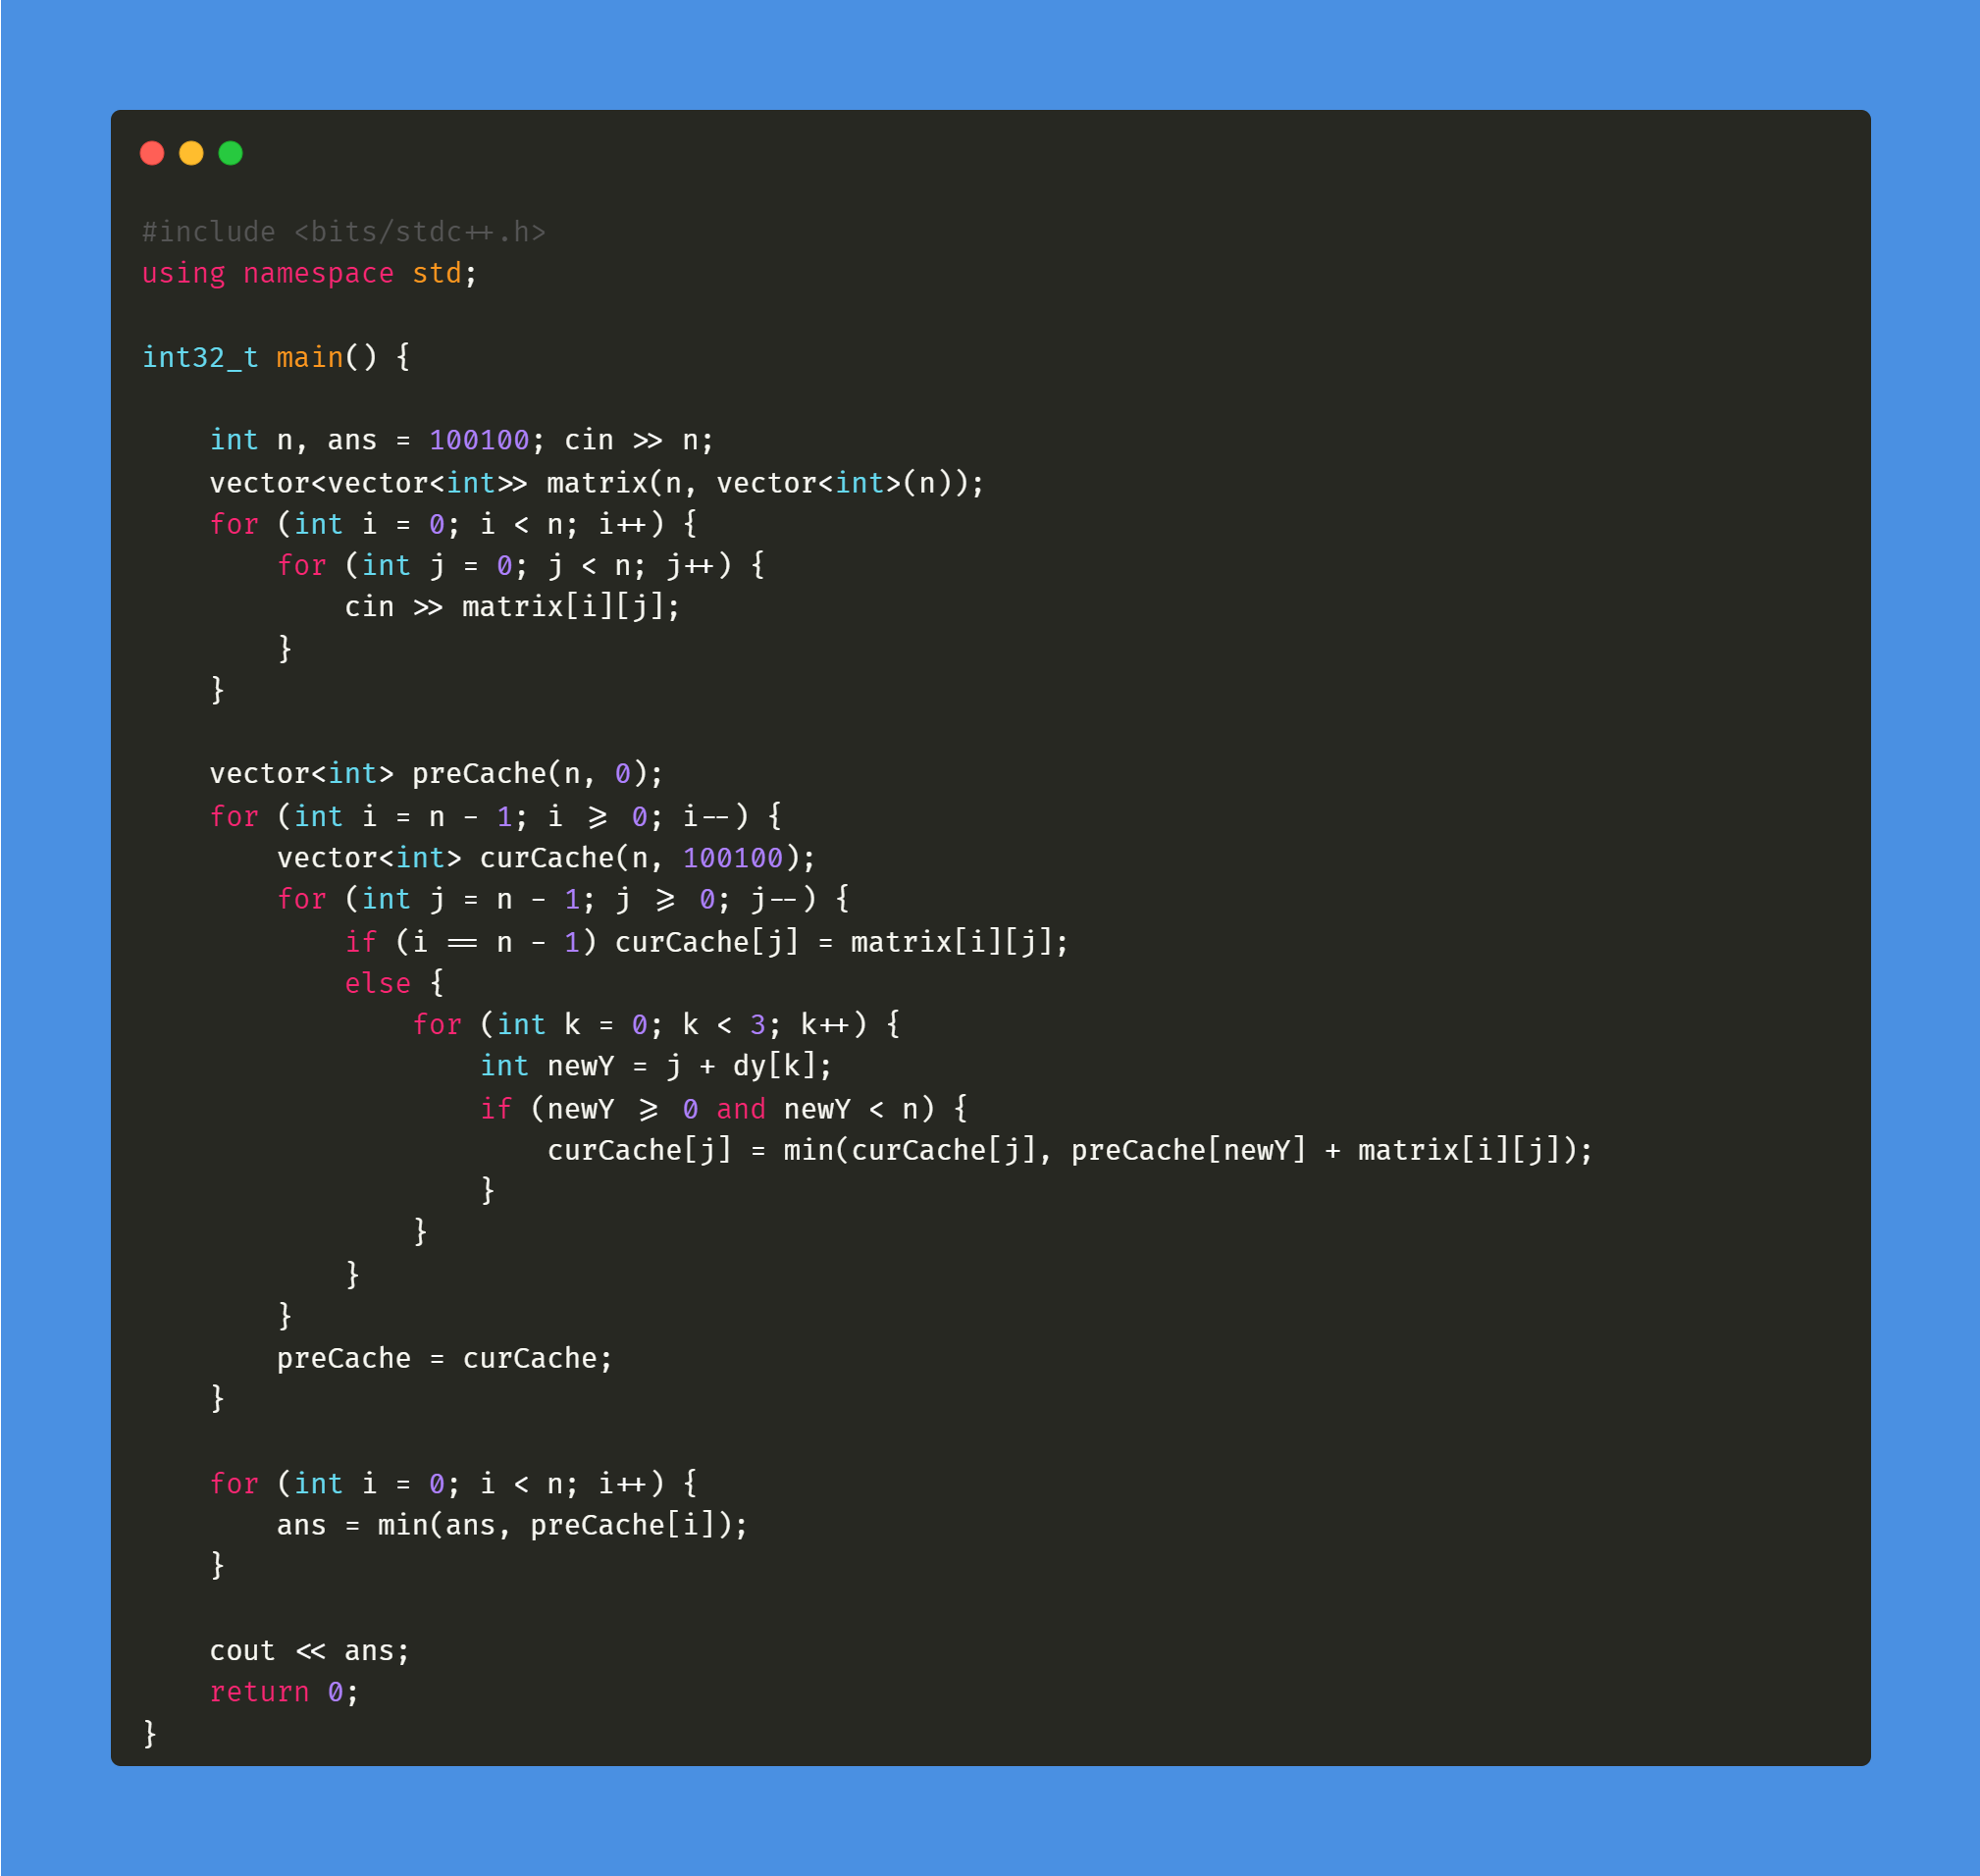 #include <bits/stdc++.h>
using namespace std;
int32_t main() {
int n, ans = 100100; cin >> n;
vector<vector<int>> matrix(n, vector<int>(n));
for (int i = 0; i < n; i++) {
for (int j = 0; j < n; j++) {
cin >> matrix[i][j];
}
}
vector<int> preCache(n, 0);
for (int i = n - 1; i >= 0; i--) {
vector<int> curCache(n, 100100);
for (int j = n - 1; j >= 0; j--) {
if (i == n - 1) curCache[j] = matrix[i][j];
else {
for (int k = 0; k < 3; k++) {
int newY = j + dy[k];
if (newY >= 0 and newY < n) {
curCache[j] = min(curCache[j], preCache[newY] + matrix[i][j]);
}
}
}
}
preCache = curCache;
}
for (int i = 0; i < n; i++) {
ans = min(ans, preCache[i]);
}
cout << ans;
return 0;
}